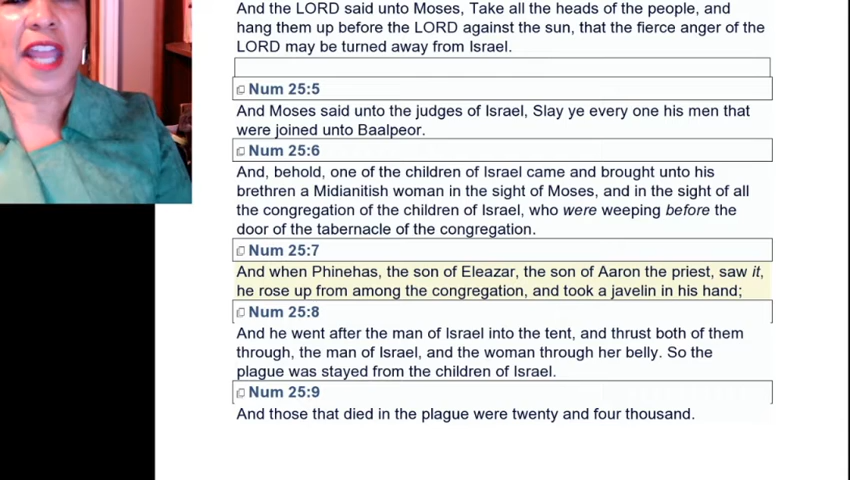 And the LORD said unto Moses, Take all the heads of the people, and
hang them up before the LORD against the sun, that the fierce anger of the
LORD may be turned away from Israel.
Num 25:5
And Moses said unto the judges of Israel, Slay ye every one his men that
were joined unto Baalpeor.
Num 25:6
And, behold, one of the children of Israel came and brought unto his
brethren a Midianitish woman in the sight of Moses, and in the sight of all
the congregation of the children of Israel, who were weeping before the
door of the tabernacle of the congregation.
Num 25:7
And when Phinehas, the son of Eleazar, the son of Aaron the priest, saw it,
he rose up from among the congregation, and took a javelin in his hand;
Num 25:8
And he went after the man of Israel into the tent, and thrust both of them
through, the man of Israel, and the woman through her belly. So the
plague was stayed from the children of Israel.
Num 25:9
And those that died in the plague were twenty and four thousand.